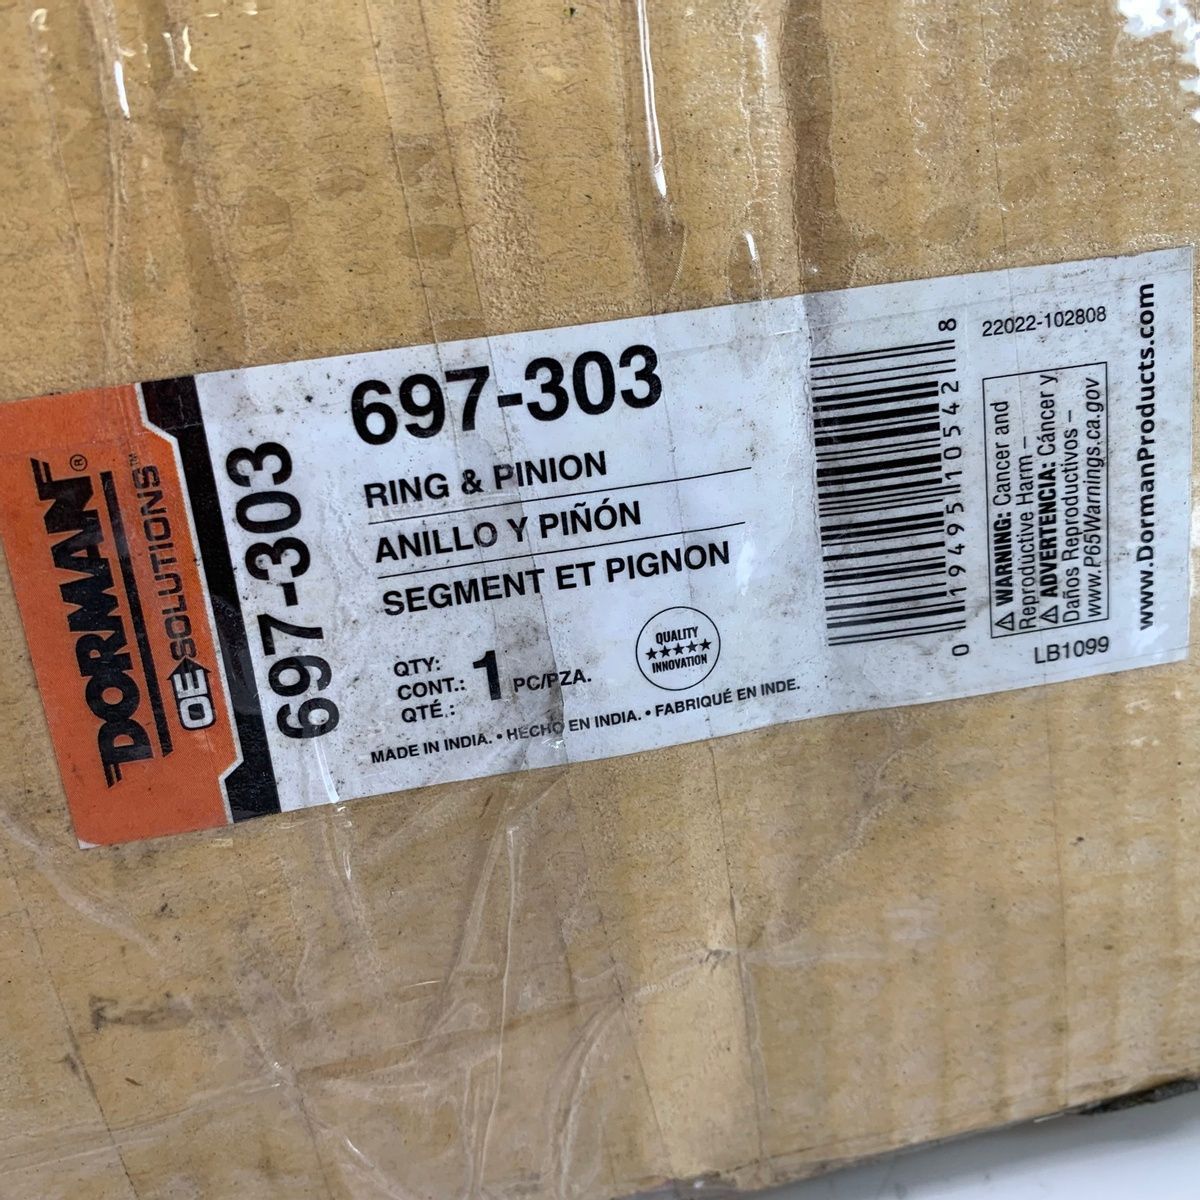 DORMAN®
OE SOLUTIONS™
697-303
697-303
RING & PINION
ANILLO Y PIÑÓN
SEGMENT ET PIGNON
QTY:
CONT.: 1 PC/PZA.
QTÉ.:
QUALITY
★★★★★
INNOVATION
MADE IN INDIA. • HECHO EN INDIA. • FABRIQUÉ EN INDE.
0 19495 10542 8
22022-102808
⚠ WARNING: Cancer and
Reproductive Harm –
⚠ ADVERTENCIA: Cáncer y
Daños Reproductivos –
www.P65Warnings.ca.gov
LB1099
www.DormanProducts.com